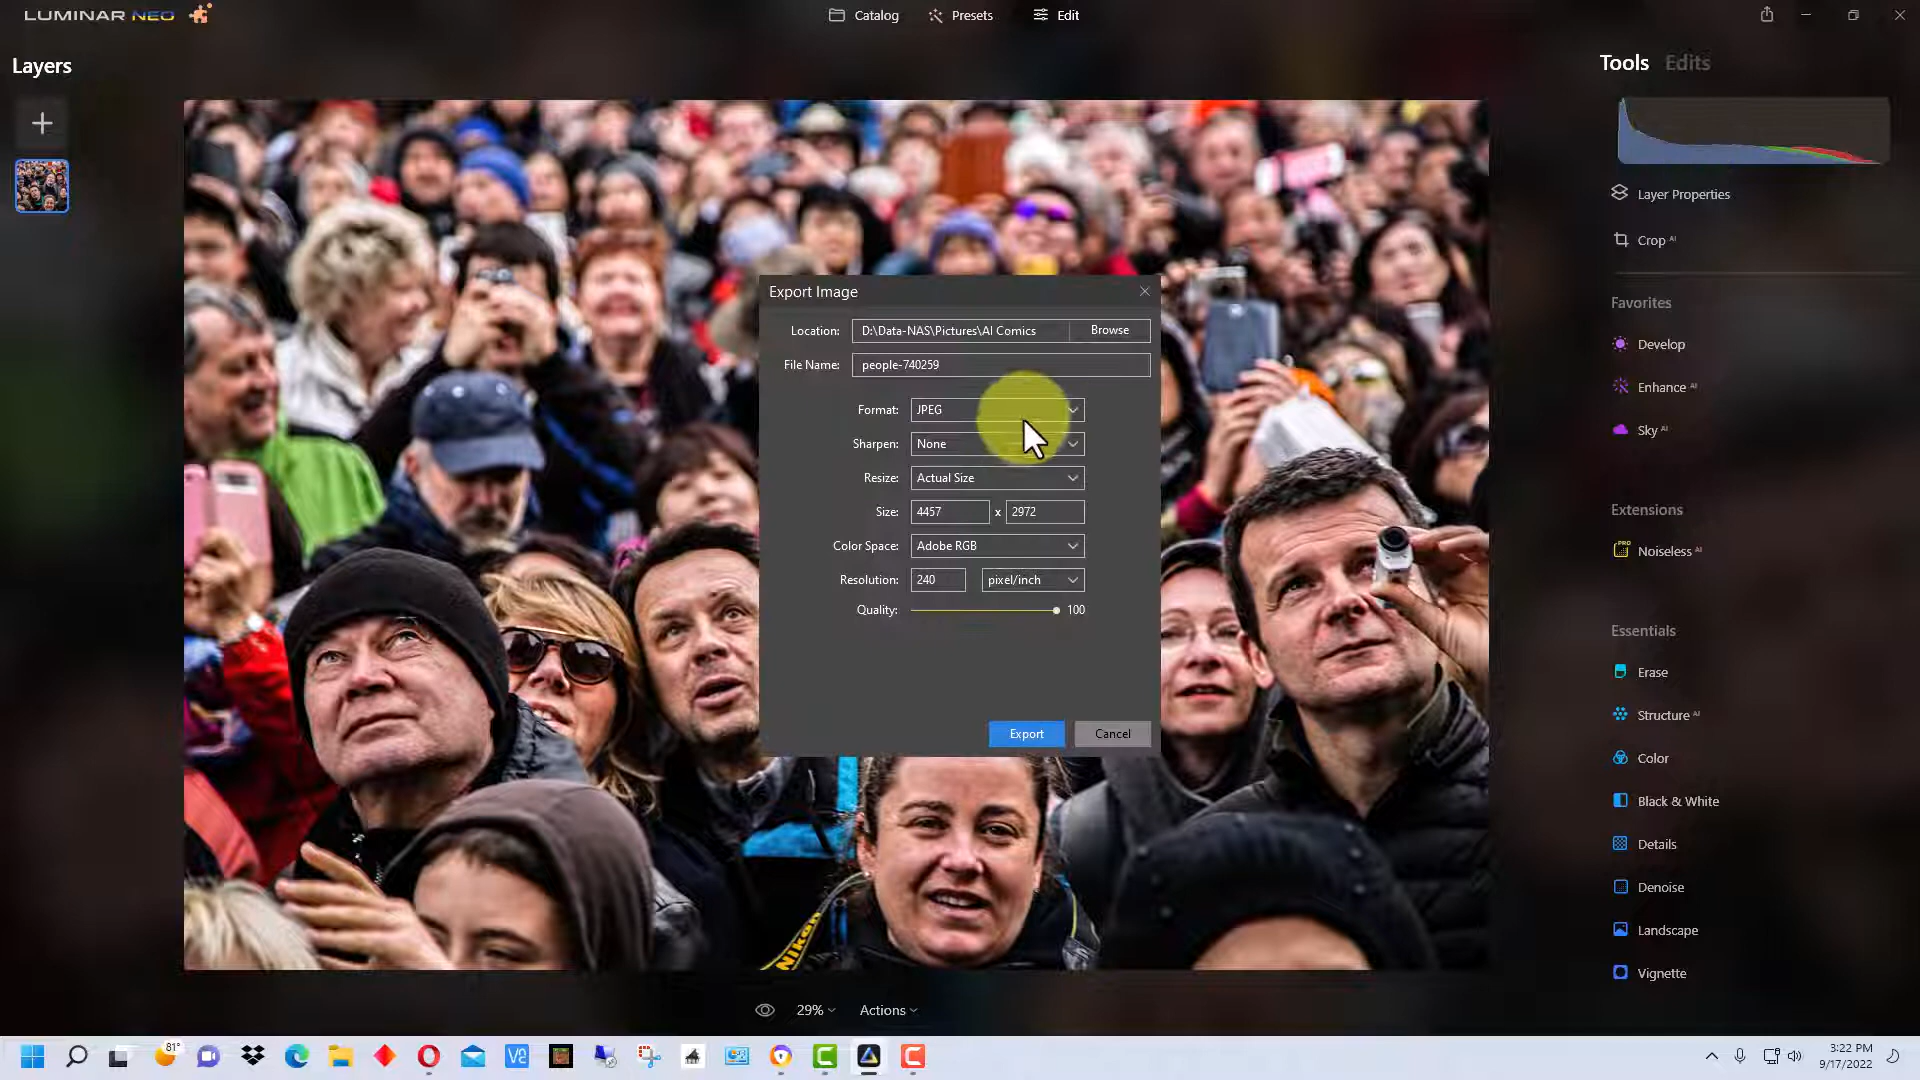 LUMINAR NEO
Catalog
Presets
Edit
Layers
Tools Edits
Layer Properties
Crop AI
Favorites
Develop
Enhance AI
Sky AI
Extensions
PRO
Noiseless AI
Essentials
Erase
Structure AI
Color
Black & White
Details
Denoise
Landscape
Vignette
Export Image
Location: D:\Data-NAS\Pictures\AI Comics Browse
File Name: people-740259
Format: JPEG
Sharpen: None
Resize: Actual Size
Size: 4457 x 2972
Color Space: Adobe RGB
Resolution: 240 pixel/inch
Quality: 100
Export Cancel
Nikon
29% Actions
81°
3:22 PM
9/17/2022